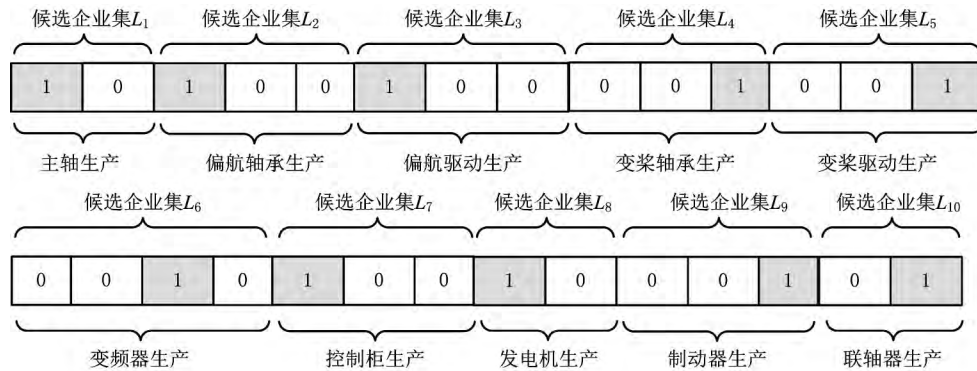 候选企业集L₁ 候选企业集L₂ 候选企业集L₃ 候选企业集L₄ 候选企业集L₅
1 0 1 0 0 1 0 0 0 0 1 0 0 1
主轴生产 偏航轴承生产 偏航驱动生产 变桨轴承生产 变桨驱动生产
候选企业集L₆ 候选企业集L₇ 候选企业集L₈ 候选企业集L₉ 候选企业集L₁₀
0 0 1 0 1 0 0 1 0 0 0 1 0 1
变频器生产 控制柜生产 发电机生产 制动器生产 联轴器生产